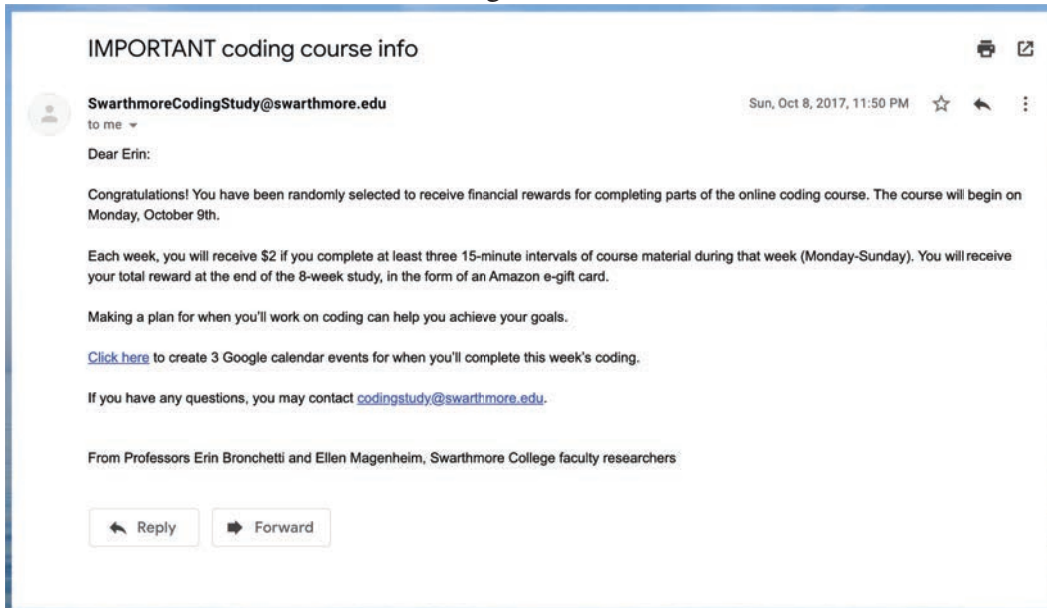 IMPORTANT coding course info
SwarthmoreCodingStudy@swarthmore.edu
Sun, Oct 8, 2017, 11:50 PM
to me
Dear Erin:
Congratulations! You have been randomly selected to receive financial rewards for completing parts of the online coding course. The course will begin on
Monday, October 9th.
Each week, you will receive $2 if you complete at least three 15-minute intervals of course material during that week (Monday-Sunday). You will receive
your total reward at the end of the 8-week study, in the form of an Amazon e-gift card.
Making a plan for when you'll work on coding can help you achieve your goals.
Click here to create 3 Google calendar events for when you'll complete this week's coding.
If you have any questions, you may contact codingstudy@swarthmore.edu.
From Professors Erin Bronchetti and Ellen Magenheim, Swarthmore College faculty researchers
Reply
Forward